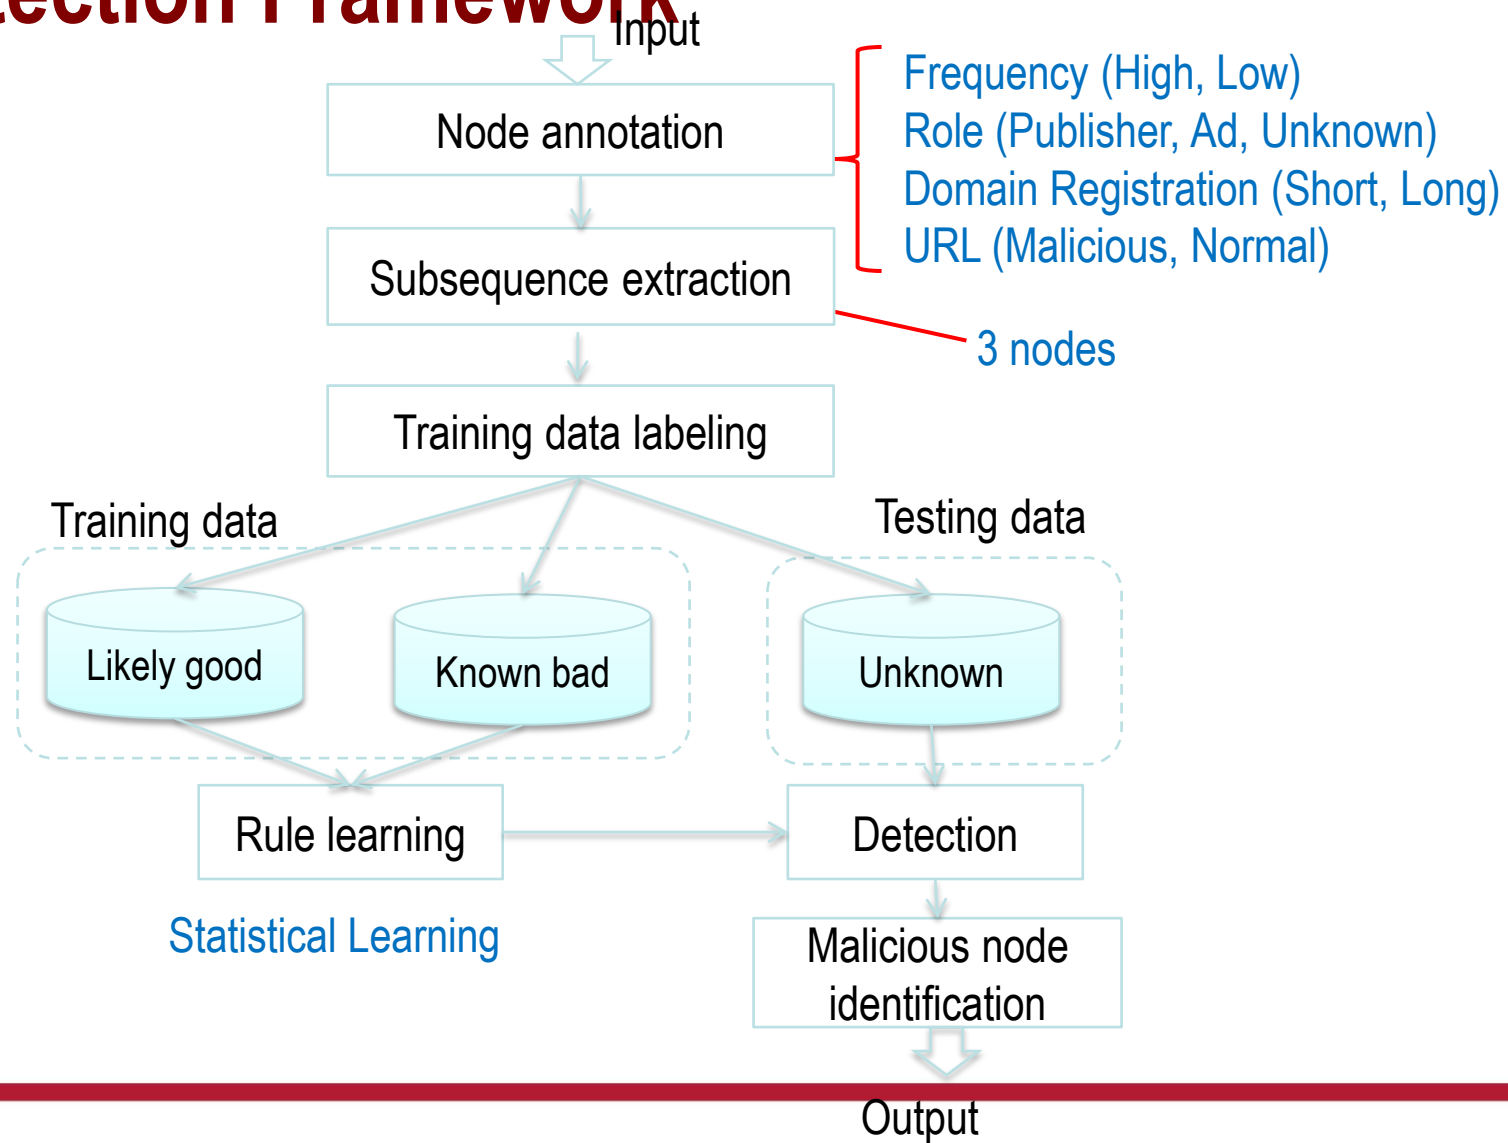 tection Framework
Input
Node annotation
Frequency (High, Low)
Role (Publisher, Ad, Unknown)
Domain Registration (Short, Long)
URL (Malicious, Normal)
Subsequence extraction
3 nodes
Training data labeling
Training data
Testing data
Likely good
Known bad
Unknown
Rule learning
Detection
Statistical Learning
Malicious node
identification
Output